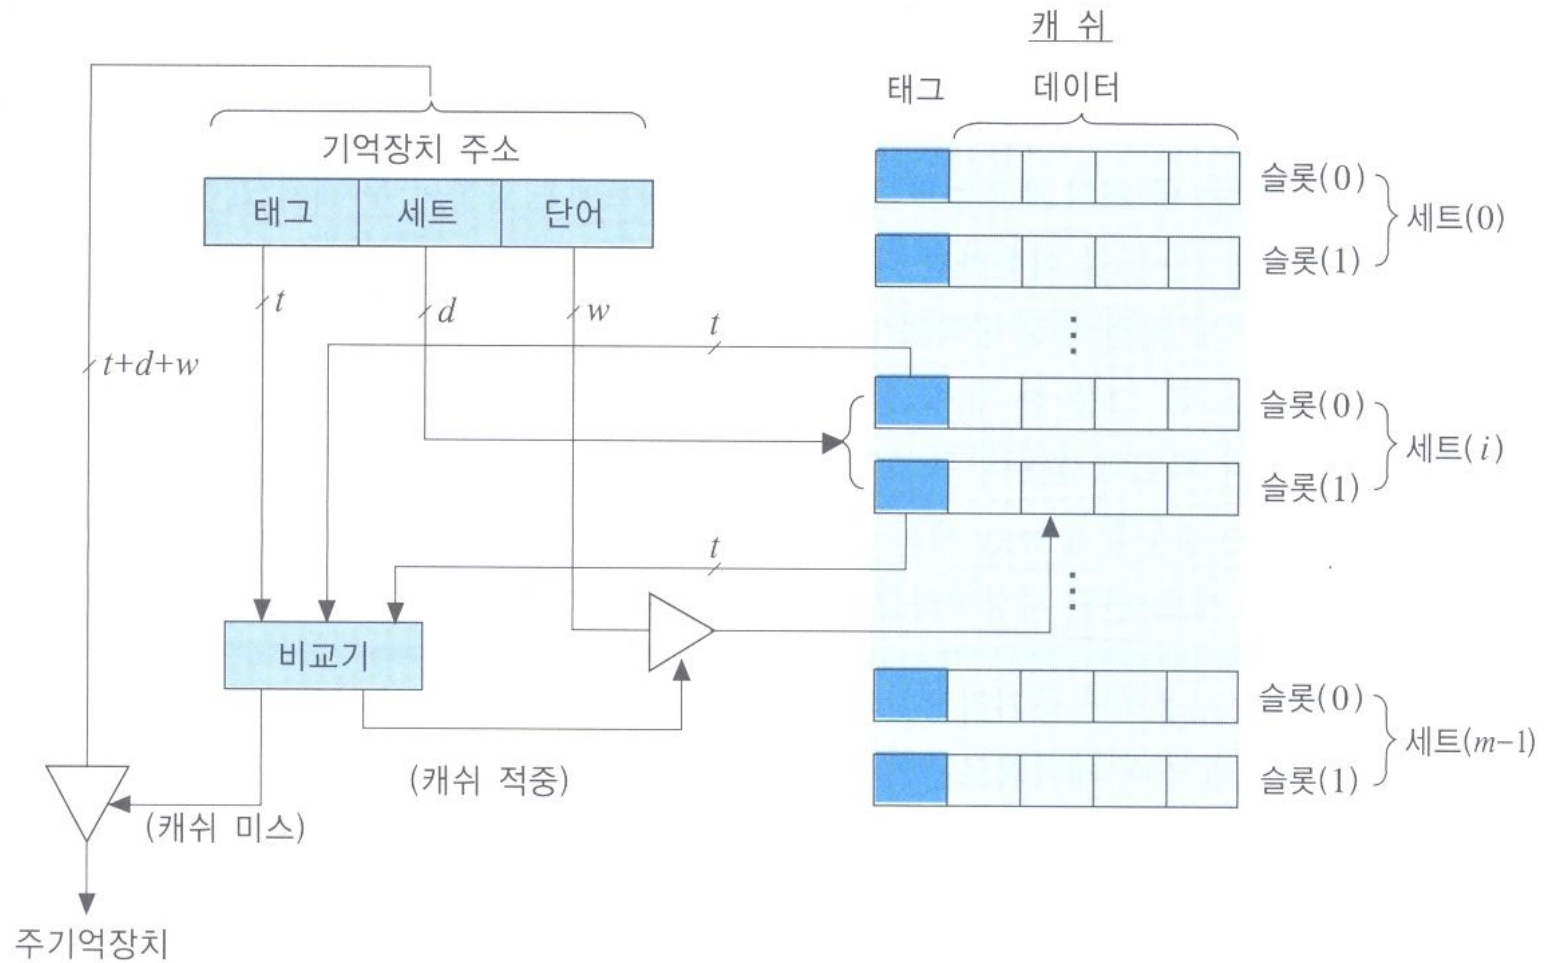 캐 쉬
태그 데이터
기억장치 주소
태그 세트 단어
t d w
t+d+w
t
t
비교기
(캐쉬 적중)
(캐쉬 미스)
주기억장치
슬롯(0)
슬롯(1)
세트(0)
⋮
슬롯(0)
슬롯(1)
세트(i)
⋮
슬롯(0)
슬롯(1)
세트(m-1)